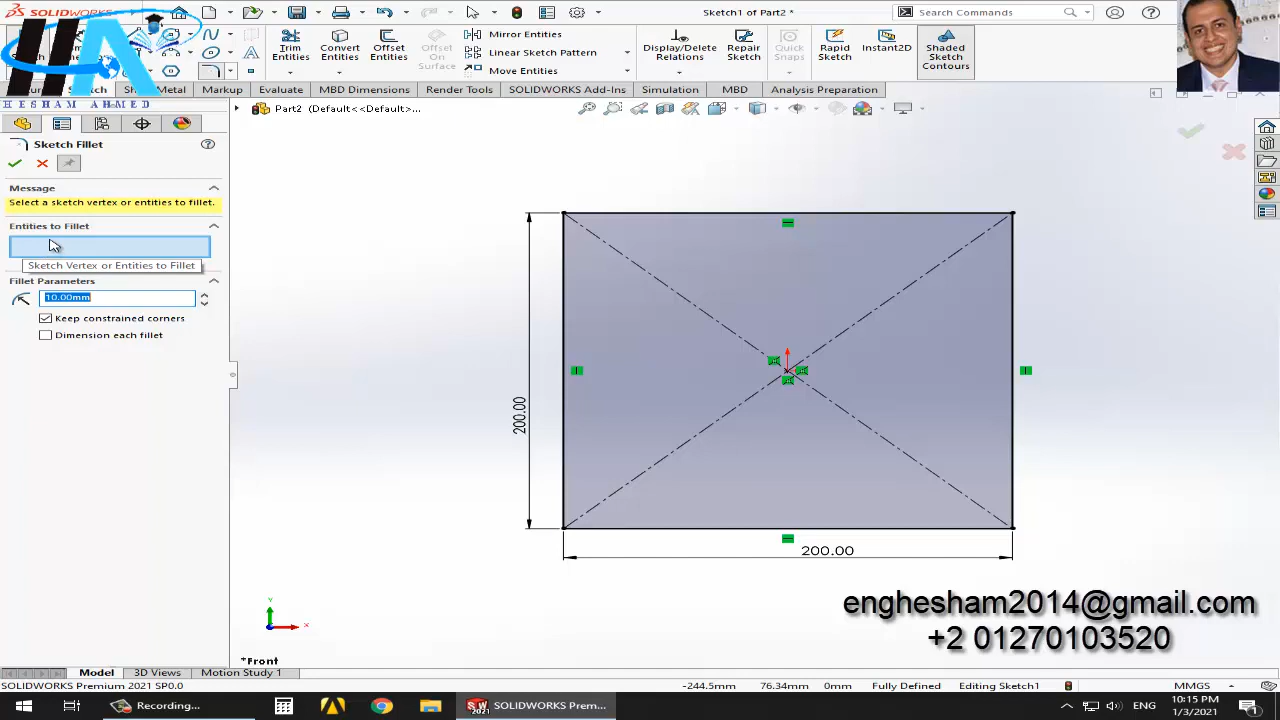 SOLIDWORKS
Sketch1 of Part2 *
Search Commands
Trim Entities
Convert Entities
Offset Entities
Offset On Surface
Mirror Entities
Linear Sketch Pattern
Move Entities
Display/Delete Relations
Repair Sketch
Quick Snaps
Rapid Sketch
Instant2D
Shaded Sketch Contours
Markup
Evaluate
MBD Dimensions
Render Tools
SOLIDWORKS Add-Ins
Simulation
MBD
Analysis Preparation
HESHAM AHMED
Part2 (Default<<Default>...
Sketch Fillet
Message
Select a sketch vertex or entities to fillet.
Entities to Fillet
Sketch Vertex or Entities to Fillet
Fillet Parameters
10.00mm
Keep constrained corners
Dimension each fillet
200.00
200.00
Y
X
*Front
enghesham2014@gmail.com
+2 01270103520
Model
3D Views
Motion Study 1
SOLIDWORKS Premium 2021 SP0.0
-244.5mm
76.34mm
0mm
Fully Defined
Editing Sketch1
MMGS
Recording...
SOLIDWORKS Prem...
ENG
10:15 PM
1/3/2021